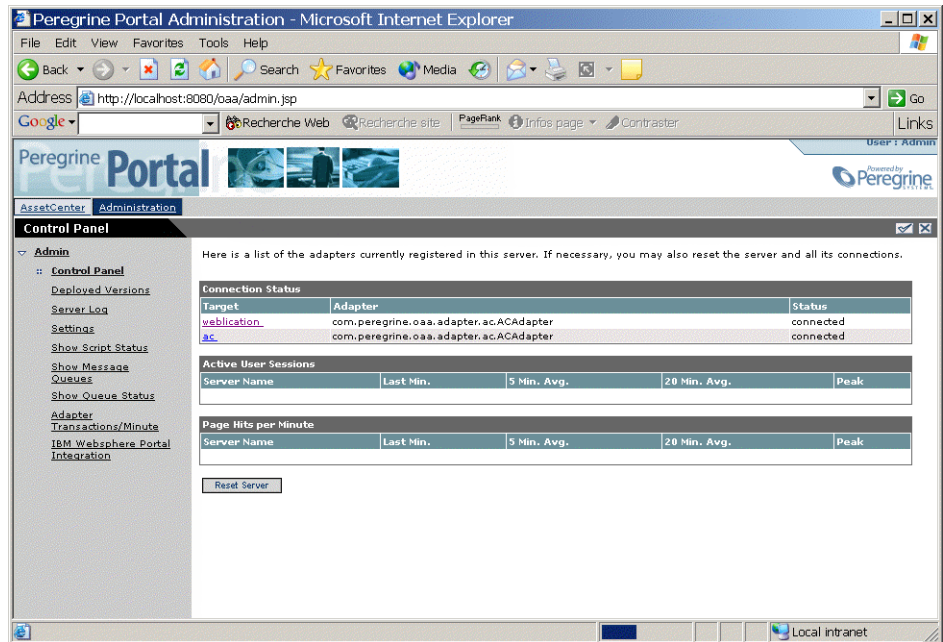 Peregrine Portal Administration - Microsoft Internet Explorer
File Edit View Favorites Tools Help
Back Search Favorites Media
Address http://localhost:8080/oaa/admin.jsp Go
Google Recherche Web Recherche site PageRank Infos page Contraster Links
User : Admin
Peregrine Portal
Powered by
Peregrine
SYSTEMS
AssetCenter Administration
Control Panel
Admin
Control Panel
Deployed Versions
Server Log
Settings
Show Script Status
Show Message
Queues
Show Queue Status
Adapter
Transactions/Minute
IBM Websphere Portal
Integration
Here is a list of the adapters currently registered in this server. If necessary, you may also reset the server and all its connections.
Connection Status
Target Adapter Status
weblication com.peregrine.oaa.adapter.ac.ACAdapter connected
ac com.peregrine.oaa.adapter.ac.ACAdapter connected
Active User Sessions
Server Name Last Min. 5 Min. Avg. 20 Min. Avg. Peak
Page Hits per Minute
Server Name Last Min. 5 Min. Avg. 20 Min. Avg. Peak
Reset Server
Local intranet